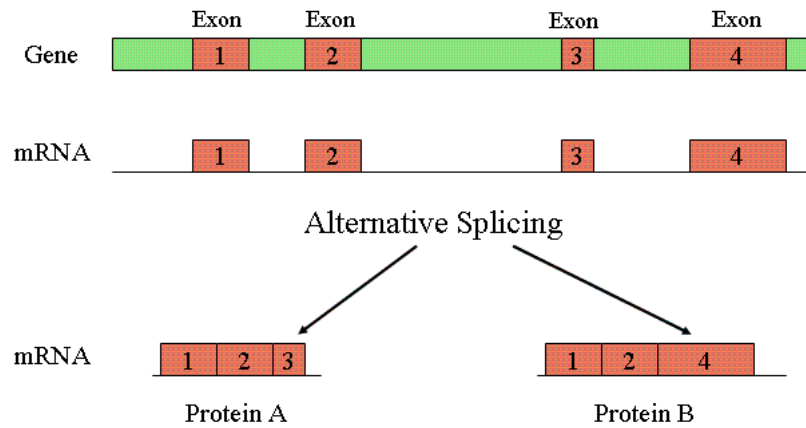 Exon Exon Exon Exon
Gene 1 2 3 4
mRNA 1 2 3 4
Alternative Splicing
mRNA 1 2 3 1 2 4
Protein A Protein B